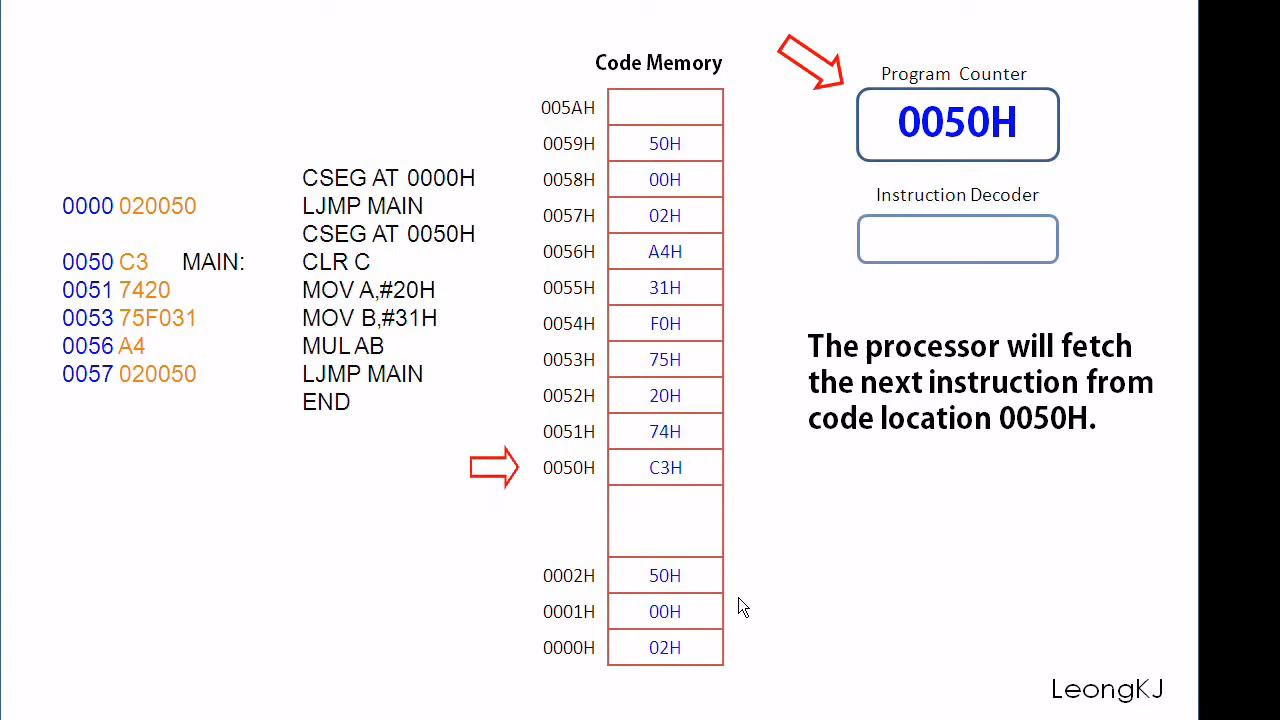 Code Memory
Program Counter
0050H
Instruction Decoder
CSEG AT 0000H
0000 020050 LJMP MAIN
CSEG AT 0050H
0050 C3 MAIN: CLR C
0051 7420 MOV A,#20H
0053 75F031 MOV B,#31H
0056 A4 MUL AB
0057 020050 LJMP MAIN
END
005AH
0059H 50H
0058H 00H
0057H 02H
0056H A4H
0055H 31H
0054H F0H
0053H 75H
0052H 20H
0051H 74H
0050H C3H
0002H 50H
0001H 00H
0000H 02H
The processor will fetch
the next instruction from
code location 0050H.
LeongKJ